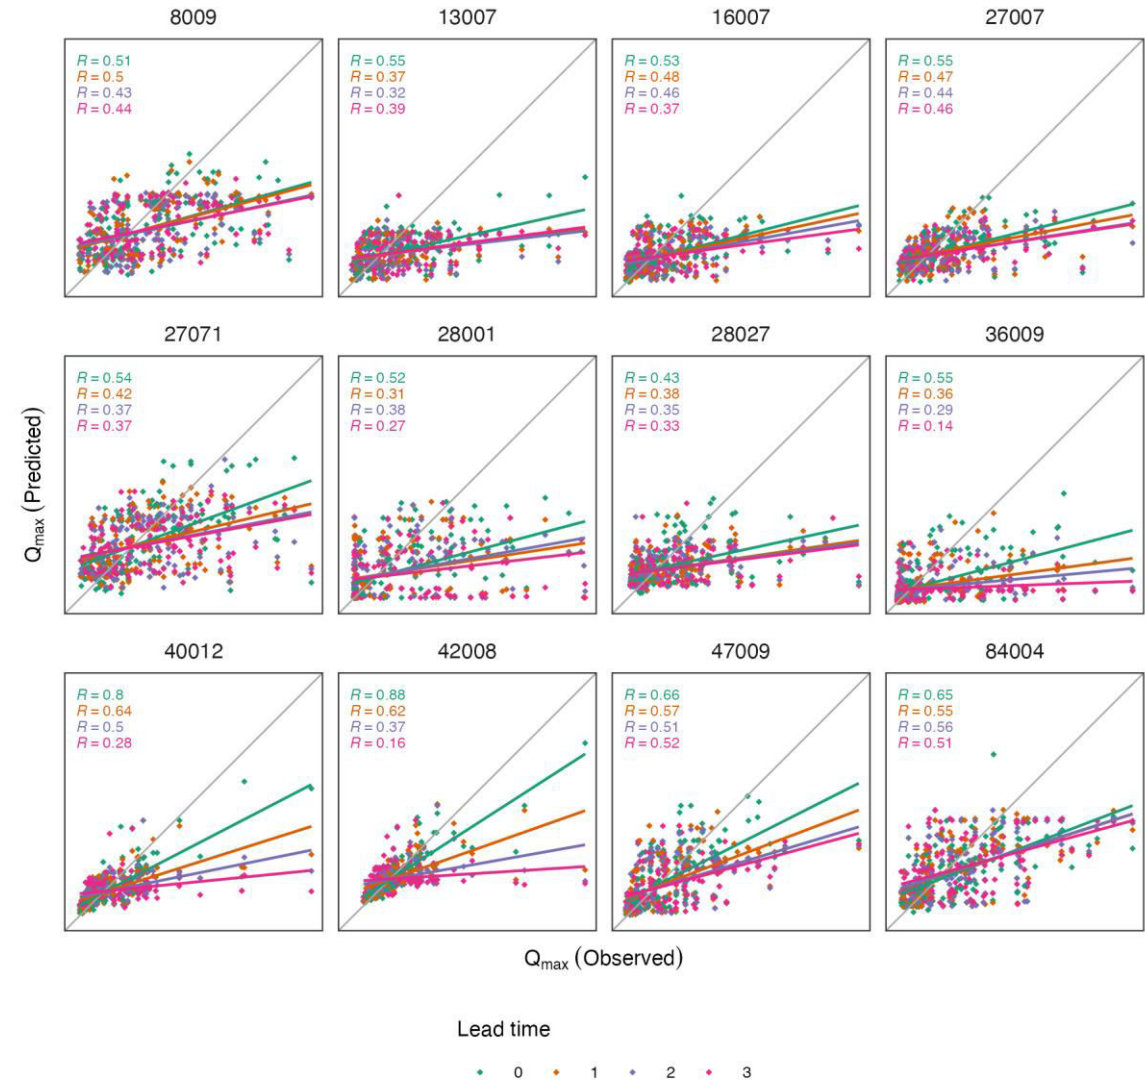 8009
13007
16007
27007
R = 0.51
R = 0.5
R = 0.43
R = 0.44
R = 0.55
R = 0.37
R = 0.32
R = 0.39
R = 0.53
R = 0.48
R = 0.46
R = 0.37
R = 0.55
R = 0.47
R = 0.44
R = 0.46
27071
28001
28027
36009
R = 0.54
R = 0.42
R = 0.37
R = 0.37
R = 0.52
R = 0.31
R = 0.38
R = 0.27
R = 0.43
R = 0.38
R = 0.35
R = 0.33
R = 0.55
R = 0.36
R = 0.29
R = 0.14
Qmax (Predicted)
40012
42008
47009
84004
R = 0.8
R = 0.64
R = 0.5
R = 0.28
R = 0.88
R = 0.62
R = 0.37
R = 0.16
R = 0.66
R = 0.57
R = 0.51
R = 0.52
R = 0.65
R = 0.55
R = 0.56
R = 0.51
Qmax (Observed)
Lead time
0 1 2 3